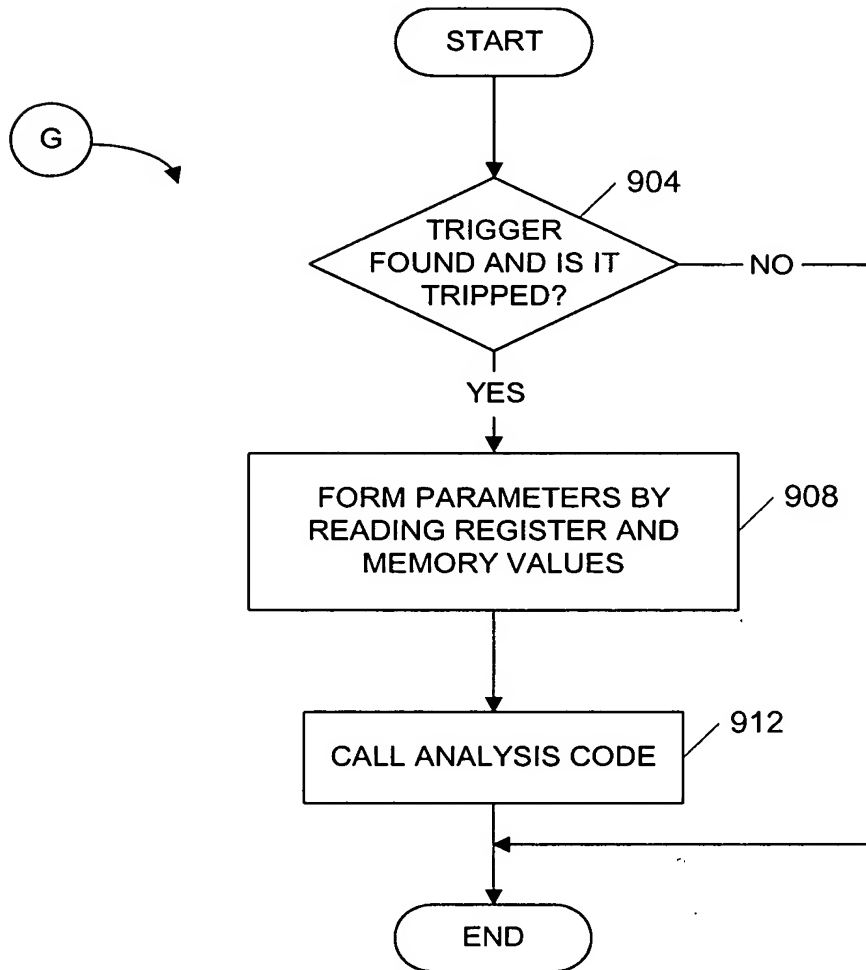 START
G
904
TRIGGER
FOUND AND IS IT
TRIPPED?
NO
YES
FORM PARAMETERS BY
READING REGISTER AND
MEMORY VALUES
908
CALL ANALYSIS CODE
912
END